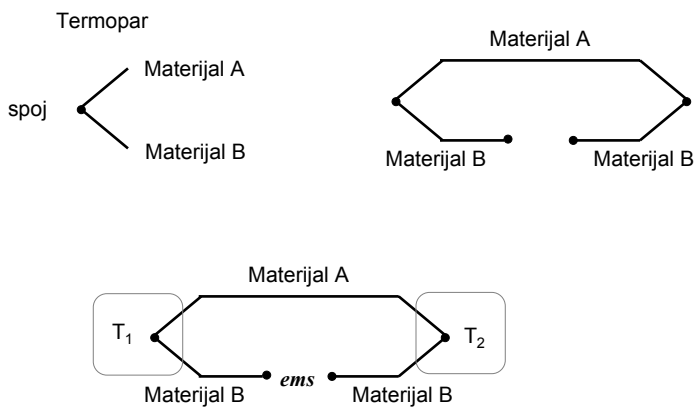 Termopar
Materijal A
spoj
Materijal B
Materijal A
Materijal B
Materijal B
Materijal A
T₁
T₂
ems
Materijal B
Materijal B